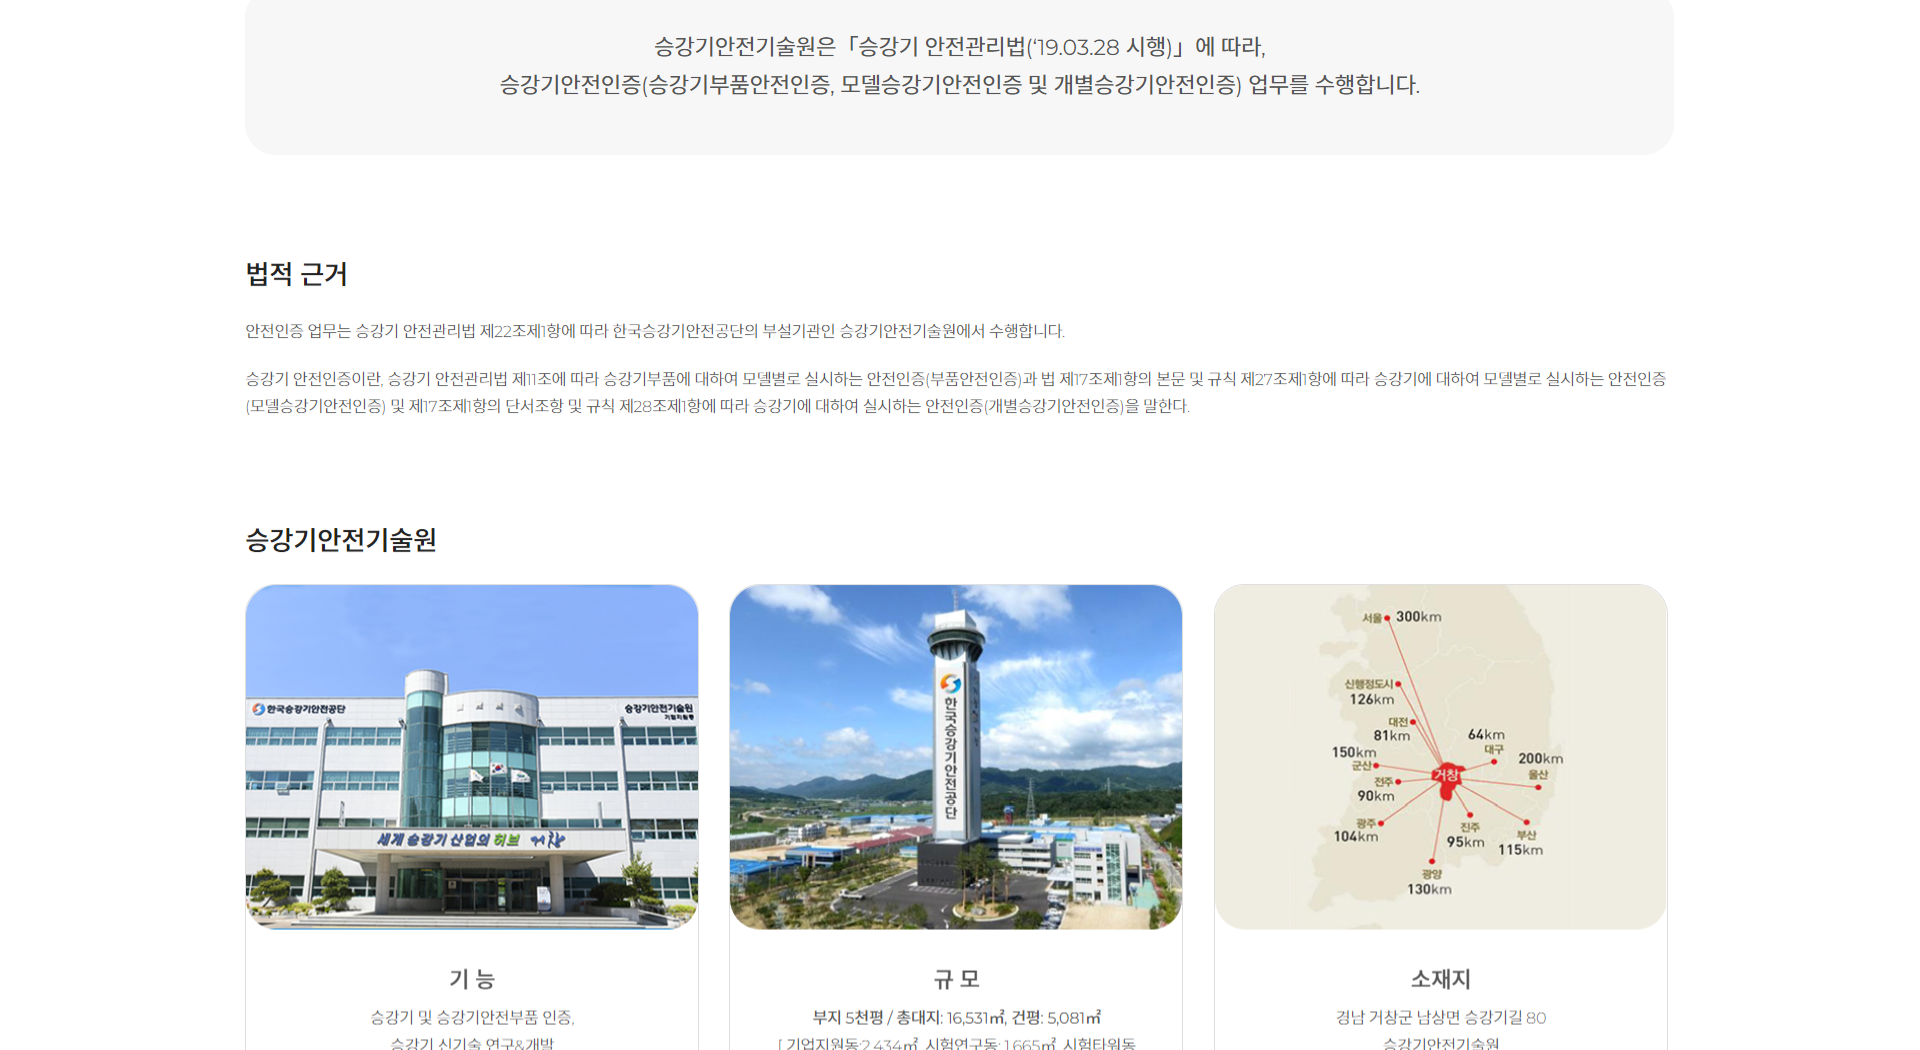 승강기안전기술원은「승강기 안전관리법(‘19.03.28 시행)」에 따라,
승강기안전인증(승강기부품안전인증, 모델승강기안전인증 및 개별승강기안전인증) 업무를 수행합니다.
법적 근거
안전인증 업무는 승강기 안전관리법 제22조제1항에 따라 한국승강기안전공단의 부설기관인 승강기안전기술원에서 수행합니다.
승강기 안전인증이란, 승강기 안전관리법 제11조에 따라 승강기부품에 대하여 모델별로 실시하는 안전인증(부품안전인증)과 법 제17조제1항의 본문 및 규칙 제27조제1항에 따라 승강기에 대하여 모델별로 실시하는 안전인증
(모델승강기안전인증) 및 제17조제1항의 단서조항 및 규칙 제28조제1항에 따라 승강기에 대하여 실시하는 안전인증(개별승강기안전인증)을 말한다.
승강기안전기술원
한국승강기안전공단
승강기안전기술원
기업지원동
세계 승강기 산업의 허브 거창
한국승강기안전공단
서울 300km
신행정도시
126km
대전
81km
64km
대구
150km
군산
200km
울산
거창
전주
90km
광주
104km
진주
95km
부산
115km
광양
130km
기 능
승강기 및 승강기안전부품 인증,
승강기 신기술 연구&개발
규 모
부지 5천평 / 총대지: 16,531㎡, 건평: 5,081㎡
[ 기업지원동:2,434㎡, 시험연구동: 1,665㎡, 시험타워동
소재지
경남 거창군 남상면 승강기길 80
승강기안전기술원